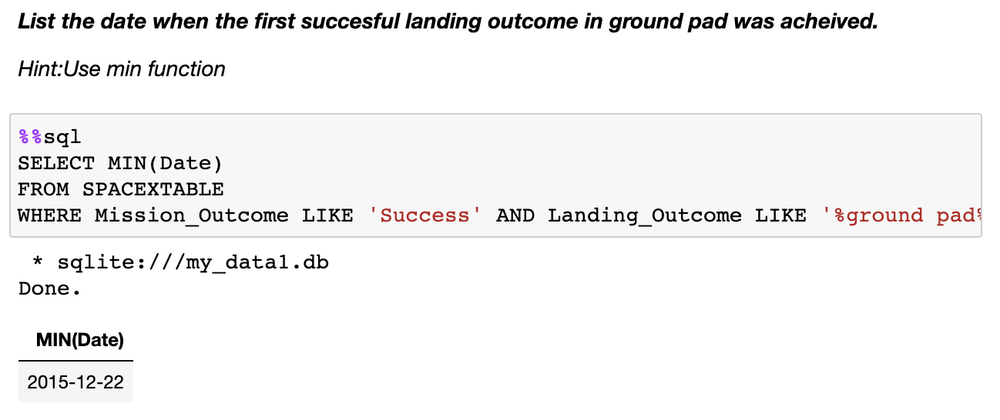 List the date when the first succesful landing outcome in ground pad was acheived.
Hint:Use min function
%%sql
SELECT MIN(Date)
FROM SPACEXTABLE
WHERE Mission_Outcome LIKE 'Success' AND Landing_Outcome LIKE '%ground pad%
* sqlite:///my_data1.db
Done.
MIN(Date)
2015-12-22